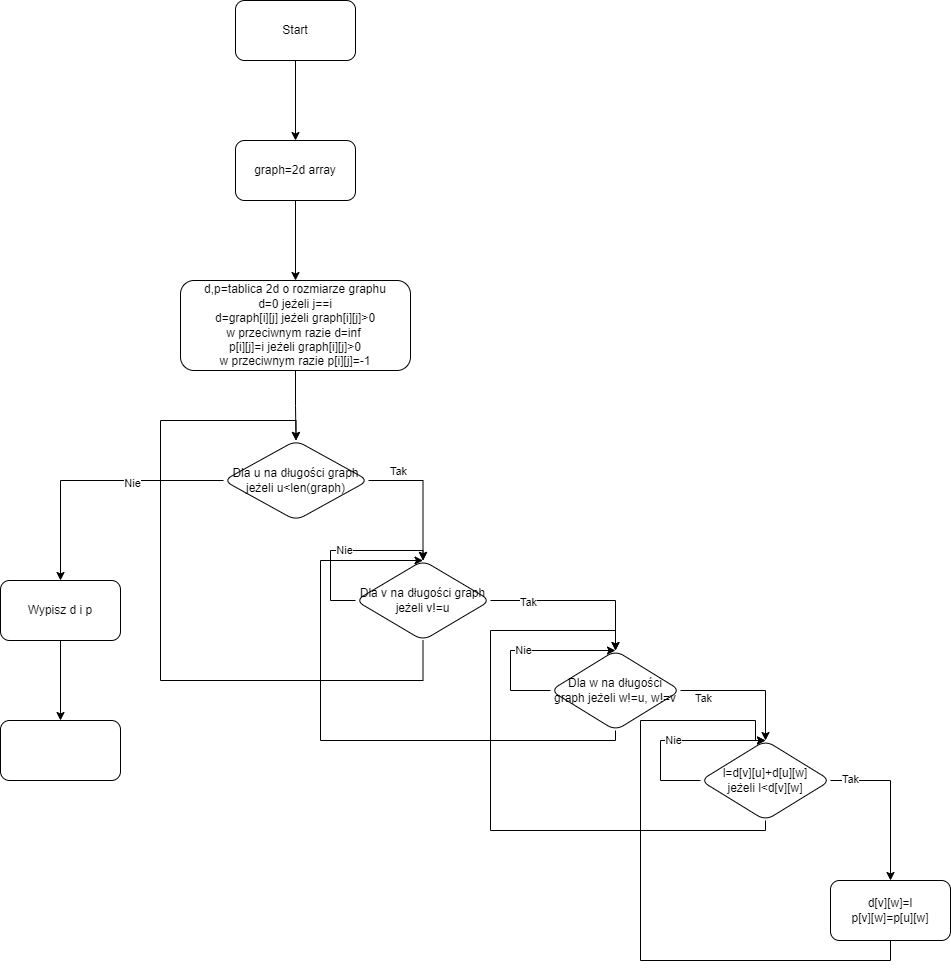 Start
graph=2d array
d,p=tablica 2d o rozmiarze graphu
d=0 jeżeli j==i
d=graph[i][j] jeżeli graph[i][j]>0
w przeciwnym razie d=inf
p[i][j]=i jeżeli graph[i][j]>0
w przeciwnym razie p[i][j]=-1
Dla u na długości graph
jeżeli u<len(graph)
Nie
Tak
Wypisz d i p
Nie
Dla v na długości graph
jeżeli v!=u
Tak
Nie
Dla w na długości
graph jeżeli w!=u, w!=v
Tak
Nie
l=d[v][u]+d[u][w]
jeżeli l<d[v][w]
Tak
d[v][w]=l
p[v][w]=p[u][w]